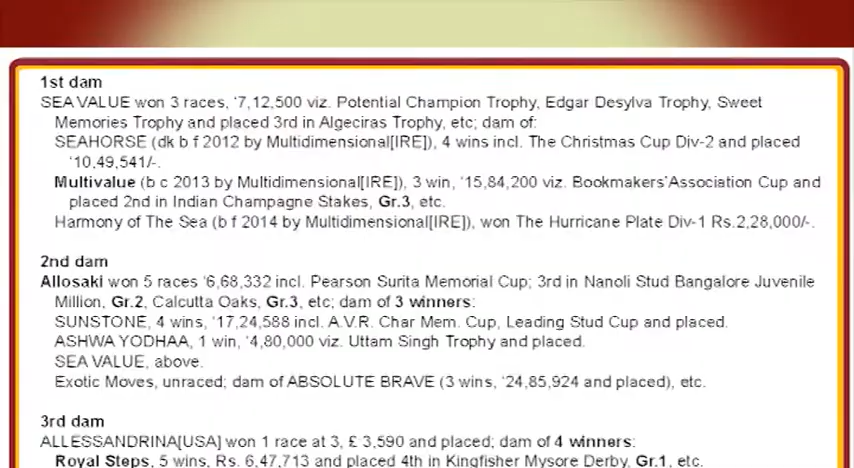 1st dam
SEA VALUE won 3 races, ‘7,12,500 viz. Potential Champion Trophy, Edgar Desylva Trophy, Sweet
Memories Trophy and placed 3rd in Algeciras Trophy, etc; dam of:
SEAHORSE (dk b f 2012 by Multidimensional[IRE]), 4 wins incl. The Christmas Cup Div-2 and placed
‘10,49,541/-.
Multivalue (b c 2013 by Multidimensional[IRE]), 3 win, ‘15,84,200 viz. Bookmakers’Association Cup and
placed 2nd in Indian Champagne Stakes, Gr.3, etc.
Harmony of The Sea (b f 2014 by Multidimensional[IRE]), won The Hurricane Plate Div-1 Rs.2,28,000/-.
2nd dam
Allosaki won 5 races ‘6,68,332 incl. Pearson Surita Memorial Cup; 3rd in Nanoli Stud Bangalore Juvenile
Million, Gr.2, Calcutta Oaks, Gr.3, etc; dam of 3 winners:
SUNSTONE, 4 wins, ‘17,24,588 incl. A.V.R. Char Mem. Cup, Leading Stud Cup and placed.
ASHWA YODHAA, 1 win, ‘4,80,000 viz. Uttam Singh Trophy and placed.
SEA VALUE, above.
Exotic Moves, unraced; dam of ABSOLUTE BRAVE (3 wins, ‘24,85,924 and placed), etc.
3rd dam
ALLESSANDRINA[USA] won 1 race at 3, £ 3,590 and placed; dam of 4 winners:
Royal Steps, 5 wins, Rs. 6,47,713 and placed 4th in Kingfisher Mysore Derby, Gr.1, etc.